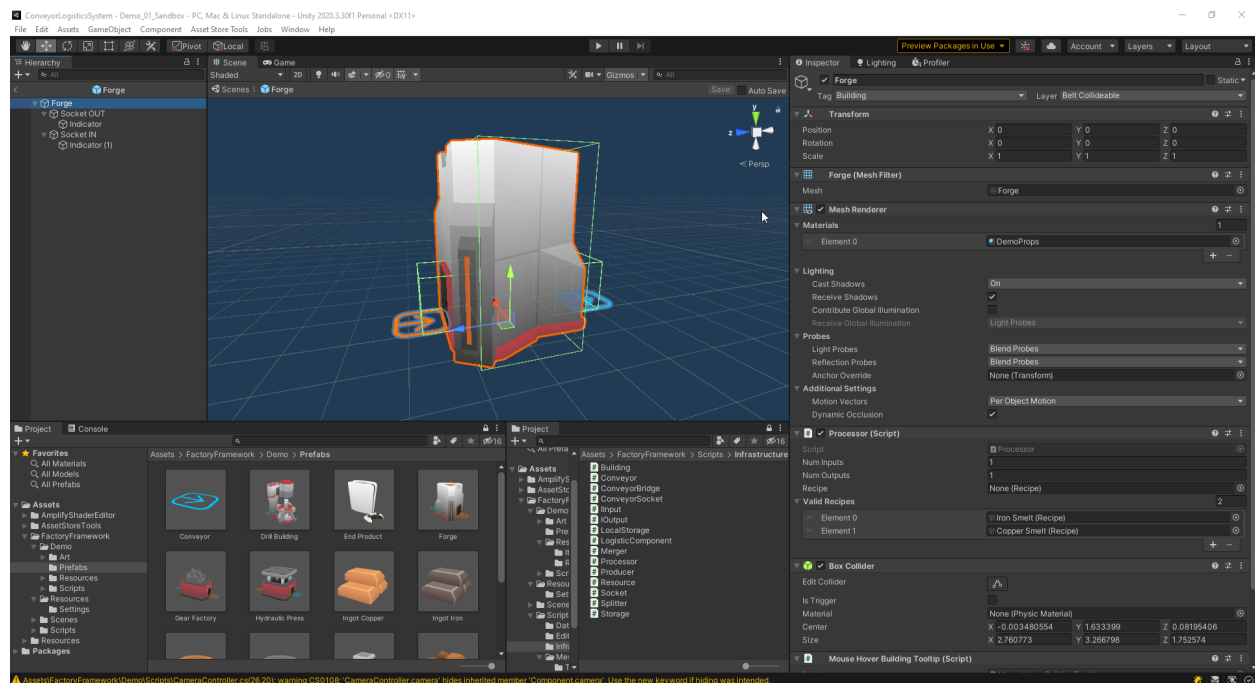 ConveyorLogisticsSystem - Demo_01_Sandbox - PC, Mac & Linux Standalone - Unity 2020.3.30f1 Personal <DX11>
File Edit Assets GameObject Component Asset Store Tools Jobs Window Help
Pivot Local Preview Packages in Use Account Layers Layout
Hierarchy
All
Forge
Forge
Socket OUT
Indicator
Socket IN
Indicator (1)
Scene Game
Shaded 2D 0 Gizmos All
Scenes Forge Save Auto Save
y
z
Persp
Inspector Lighting Profiler
Forge Static
Tag Building Layer Belt Collideable
Transform
Position X 0 Y 0 Z 0
Rotation X 0 Y 0 Z 0
Scale X 1 Y 1 Z 1
Forge (Mesh Filter)
Mesh Forge
Mesh Renderer
Materials 1
Element 0 DemoProps
Lighting
Cast Shadows On
Receive Shadows
Contribute Global Illumination
Receive Global Illumination Light Probes
Probes
Light Probes Blend Probes
Reflection Probes Blend Probes
Anchor Override None (Transform)
Additional Settings
Motion Vectors Per Object Motion
Dynamic Occlusion
Processor (Script)
Script Processor
Num Inputs 1
Num Outputs 1
Recipe None (Recipe)
Valid Recipes 2
Element 0 Iron Smelt (Recipe)
Element 1 Copper Smelt (Recipe)
Box Collider
Edit Collider
Is Trigger
Material None (Physic Material)
Center X -0.003480554 Y 1.633399 Z 0.08195406
Size X 2.760773 Y 3.266798 Z 1.752574
Mouse Hover Building Tooltip (Script)
Project Console
16
Favorites
All Materials
All Models
All Prefabs
Assets
AmplifyShaderEditor
AssetStoreTools
FactoryFramework
Demo
Art
Prefabs
Resources
Scripts
Resources
Settings
Scenes
Scripts
Resources
Packages
Assets > FactoryFramework > Demo > Prefabs
Conveyor Drill Building End Product Forge
Gear Factory Hydraulic Press Ingot Copper Ingot Iron
Project
16
Assets > FactoryFramework > Scripts > Infrastructure
Assets
Demo
Art
Building
Conveyor
ConveyorBridge
ConveyorSocket
IInput
IOutput
LocalStorage
LogisticComponent
Merger
Processor
Producer
Resource
Socket
Splitter
Storage
Assets\FactoryFramework\Demo\Scripts\CameraController.cs(26,20): warning CS0108: 'CameraController.camera' hides inherited member 'Component.camera'. Use the new keyword if hiding was intended.